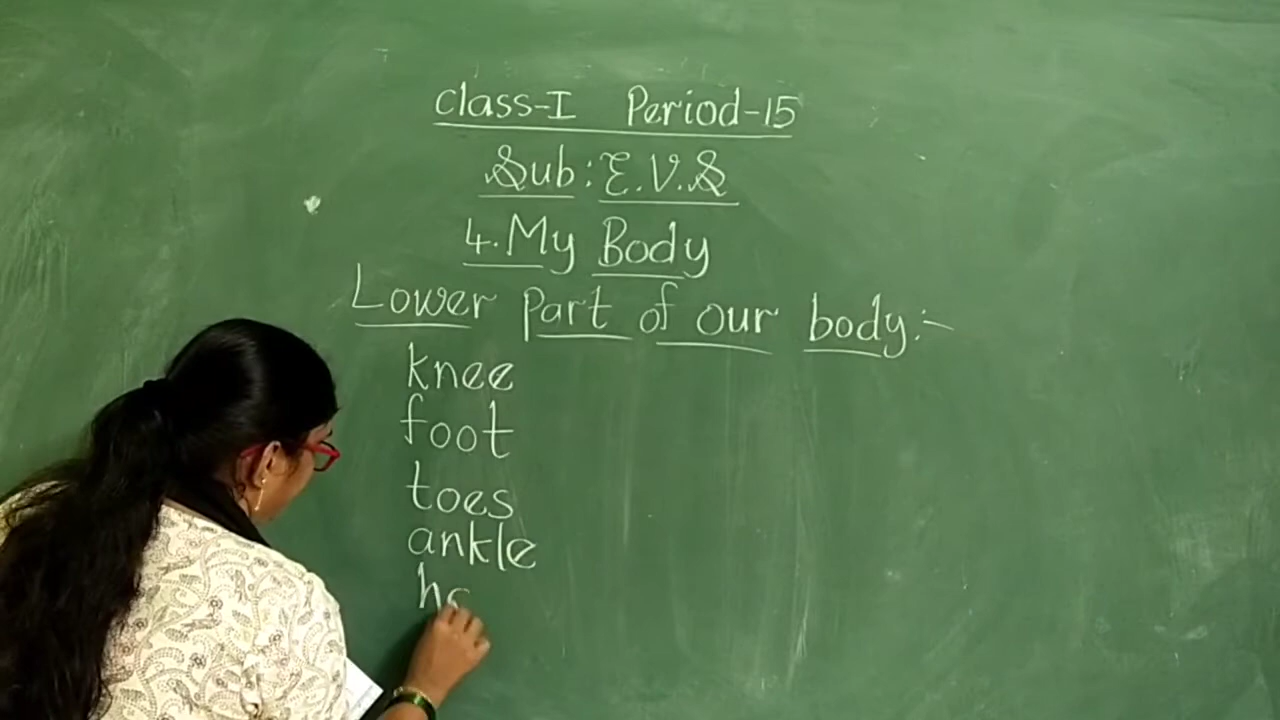 Class-I Period-15
Sub: E.V.S
4. My Body
Lower part of our body:-
knee
foot
toes
ankle